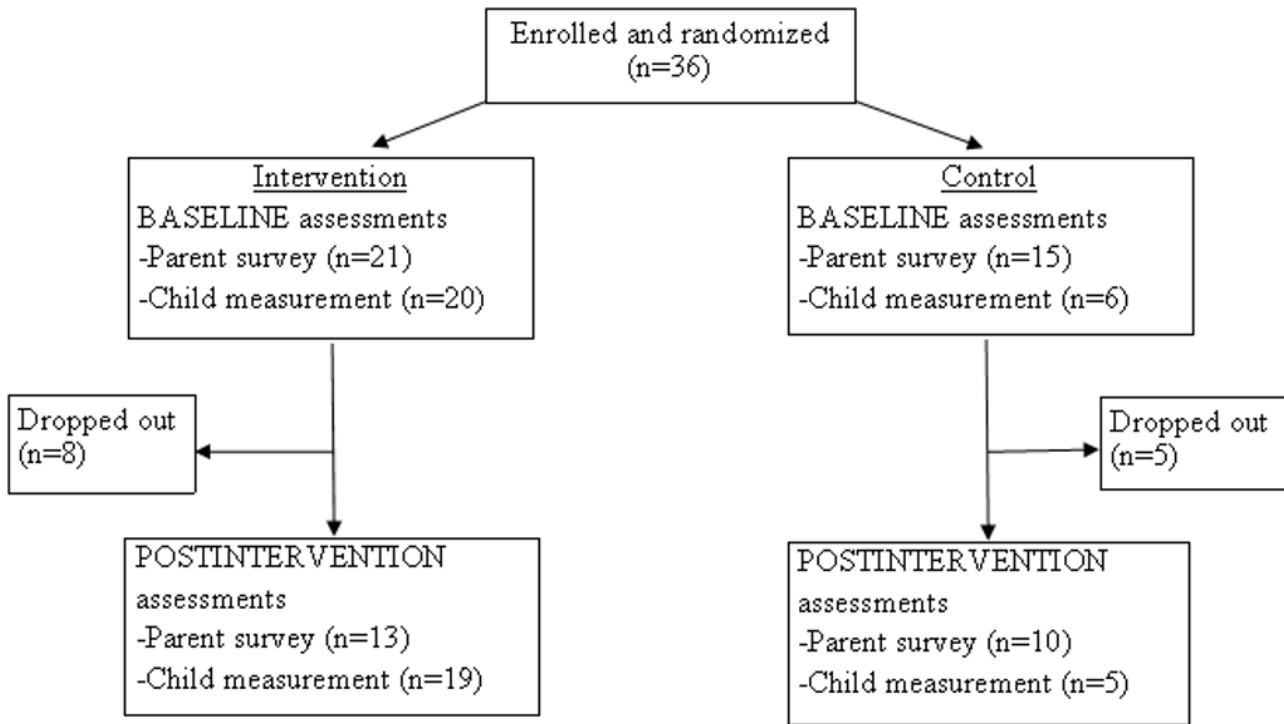 Enrolled and randomized
(n=36)
Intervention
BASELINE assessments
-Parent survey (n=21)
-Child measurement (n=20)
Control
BASELINE assessments
-Parent survey (n=15)
-Child measurement (n=6)
Dropped out
(n=8)
Dropped out
(n=5)
POSTINTERVENTION
assessments
-Parent survey (n=13)
-Child measurement (n=19)
POSTINTERVENTION
assessments
-Parent survey (n=10)
-Child measurement (n=5)